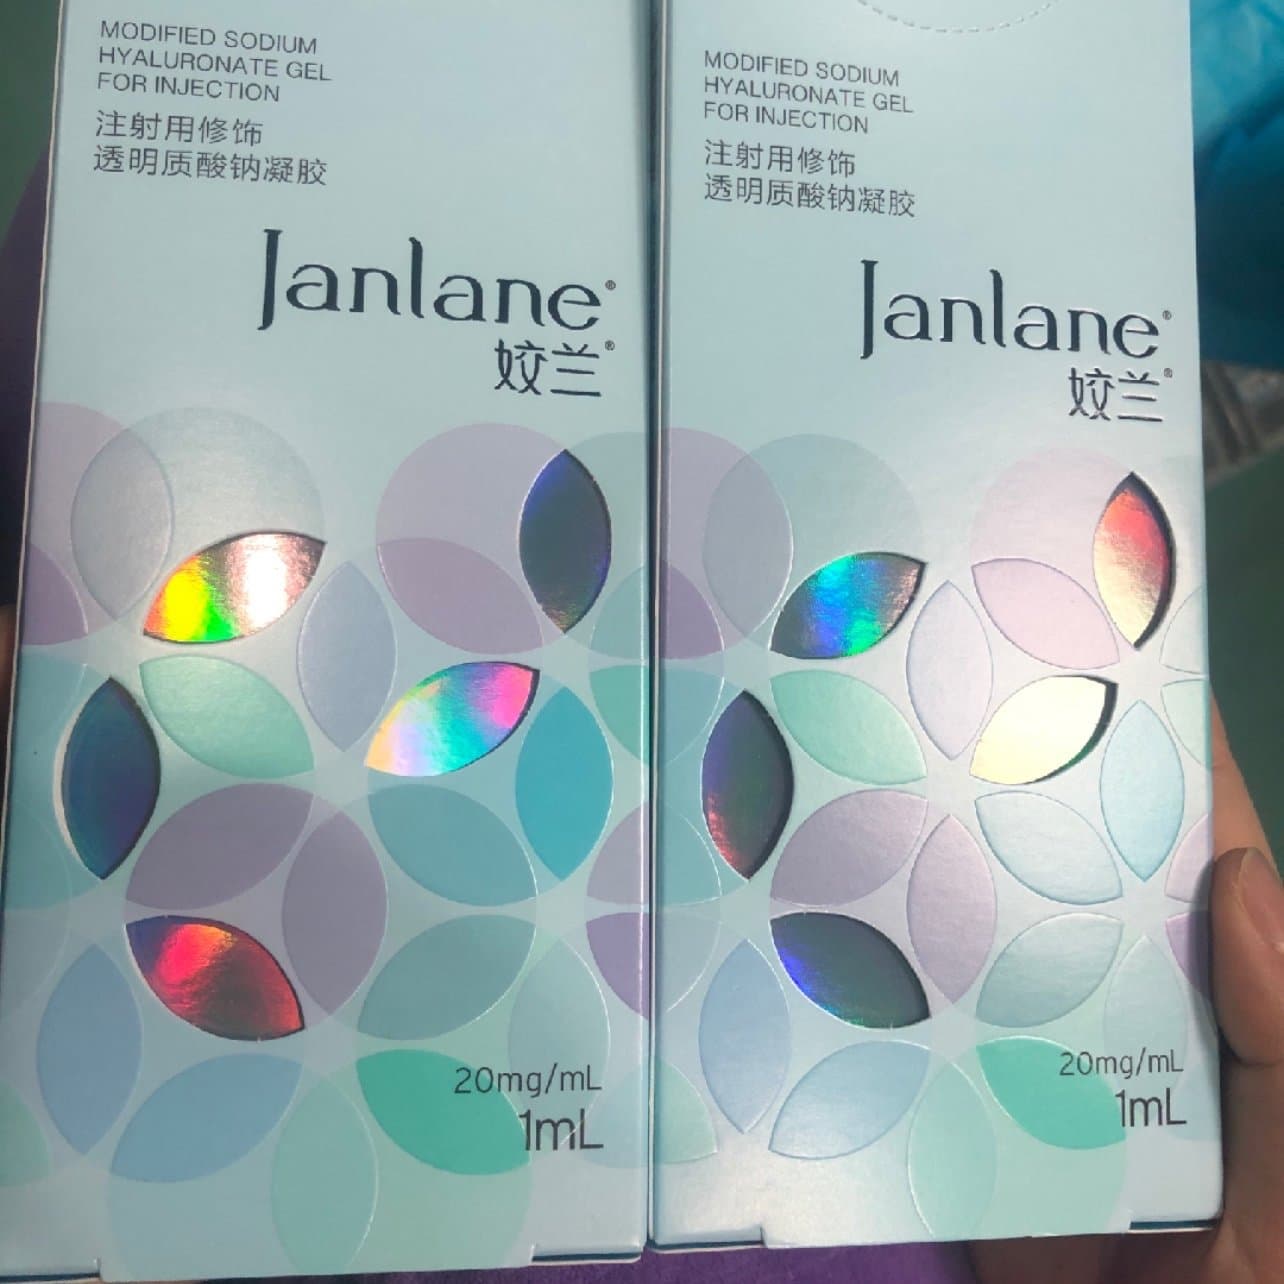 MODIFIED SODIUM
HYALURONATE GEL
FOR INJECTION
注射用修饰
透明质酸钠凝胶
Janlane®
姣兰®
20mg/mL
1mL
MODIFIED SODIUM
HYALURONATE GEL
FOR INJECTION
注射用修饰
透明质酸钠凝胶
Janlane®
姣兰®
20mg/mL
1mL